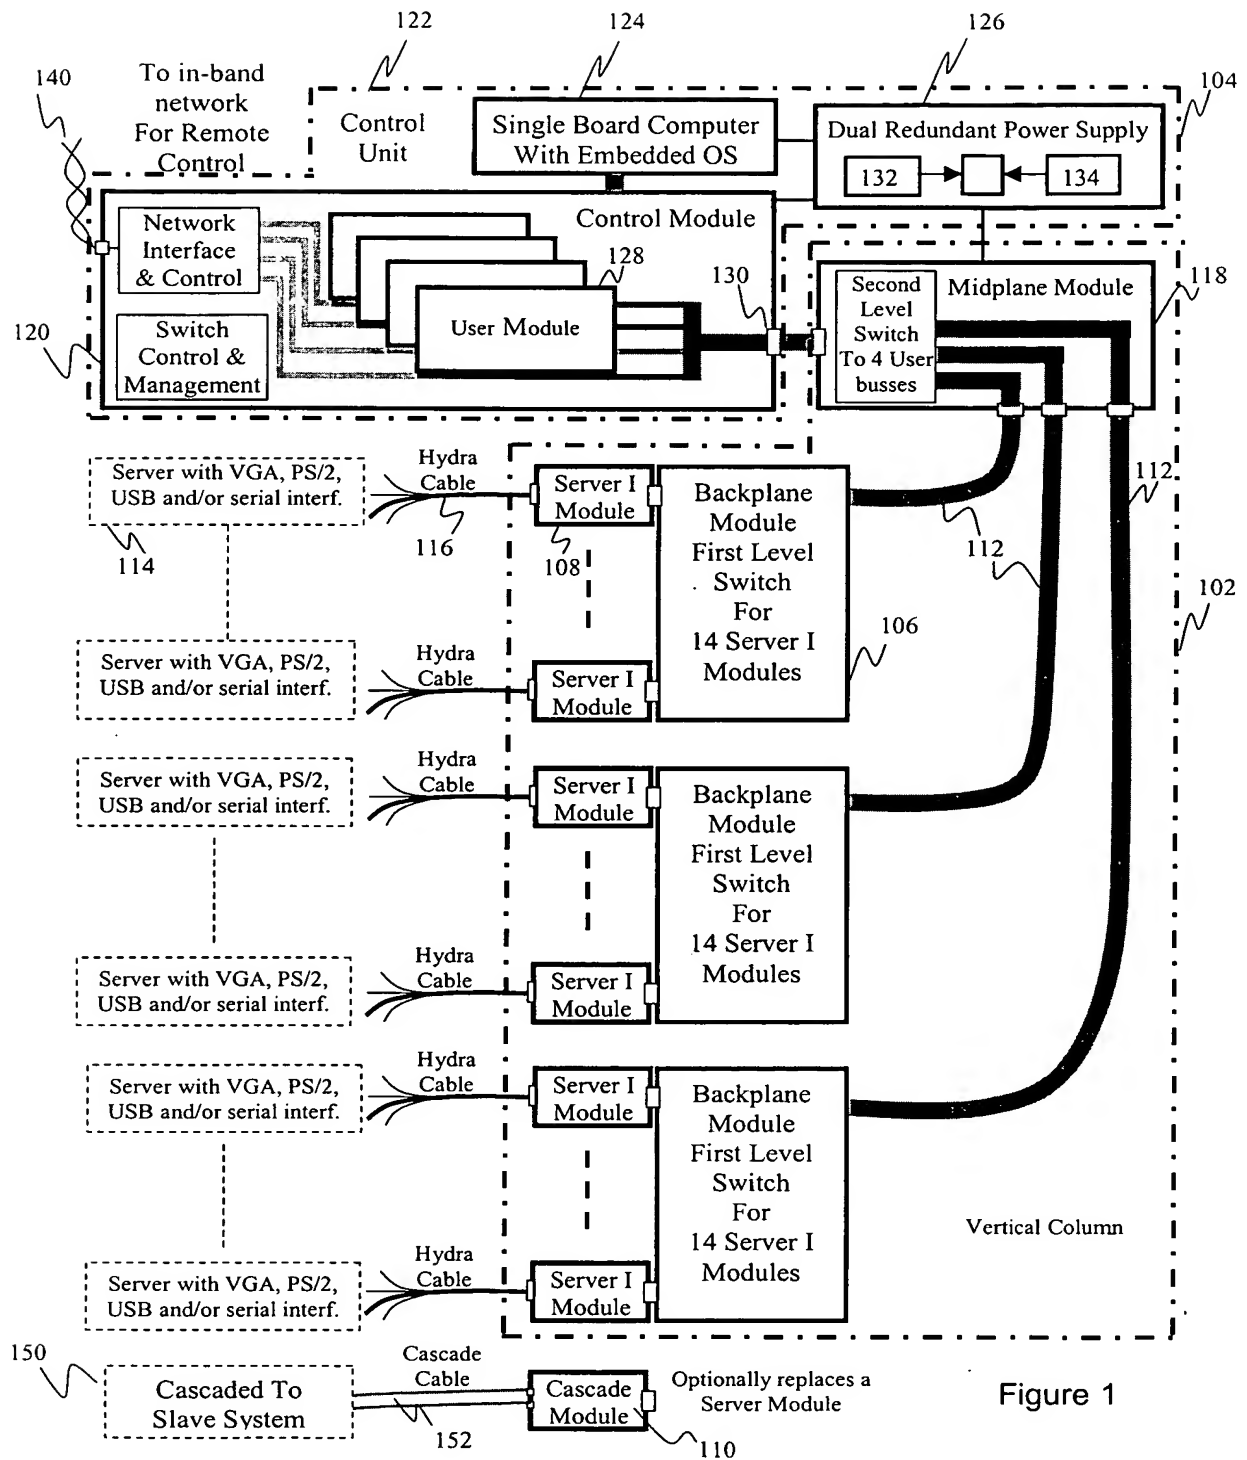 122
124
126
140
To in-band
network
For Remote
Control
Control
Unit
Single Board Computer
With Embedded OS
Dual Redundant Power Supply
132
134
104
Network
Interface
& Control
Control Module
128
User Module
130
120
Switch
Control &
Management
Second
Level
Switch
To 4 User
busses
Midplane Module
118
Server with VGA, PS/2,
USB and/or serial interf.
Hydra
Cable
Server I
Module
Backplane
Module
First Level
Switch
For
14 Server I
Modules
112
114
116
108
112
102
106
Server with VGA, PS/2,
USB and/or serial interf.
Hydra
Cable
Server I
Module
Server with VGA, PS/2,
USB and/or serial interf.
Hydra
Cable
Server I
Module
Backplane
Module
First Level
Switch
For
14 Server I
Modules
Server with VGA, PS/2,
USB and/or serial interf.
Hydra
Cable
Server I
Module
Server with VGA, PS/2,
USB and/or serial interf.
Hydra
Cable
Server I
Module
Backplane
Module
First Level
Switch
For
14 Server I
Modules
Vertical Column
Server with VGA, PS/2,
USB and/or serial interf.
Hydra
Cable
Server I
Module
150
Cascaded To
Slave System
Cascade
Cable
152
Cascade
Module
110
Optionally replaces a
Server Module
Figure 1